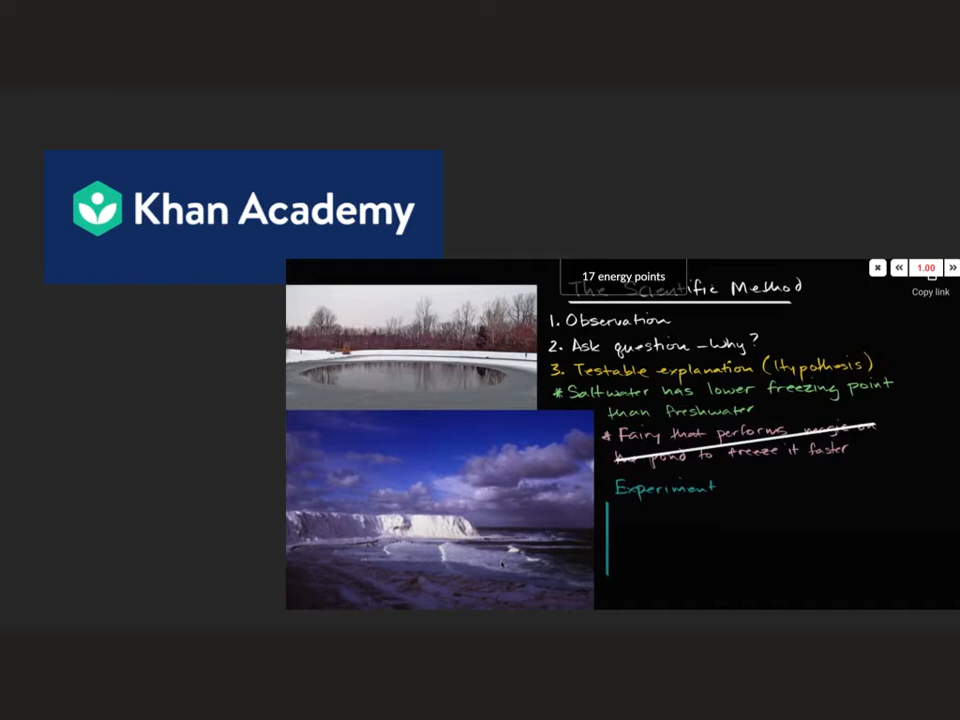 Khan Academy
17 energy points
1.00
Copy link
The Scientific Method
1. Observation
2. Ask question - Why?
3. Testable explanation (Hypothesis)
* Saltwater has lower freezing point
than freshwater
* Fairy that performs magic on
the pond to freeze it faster
Experiment